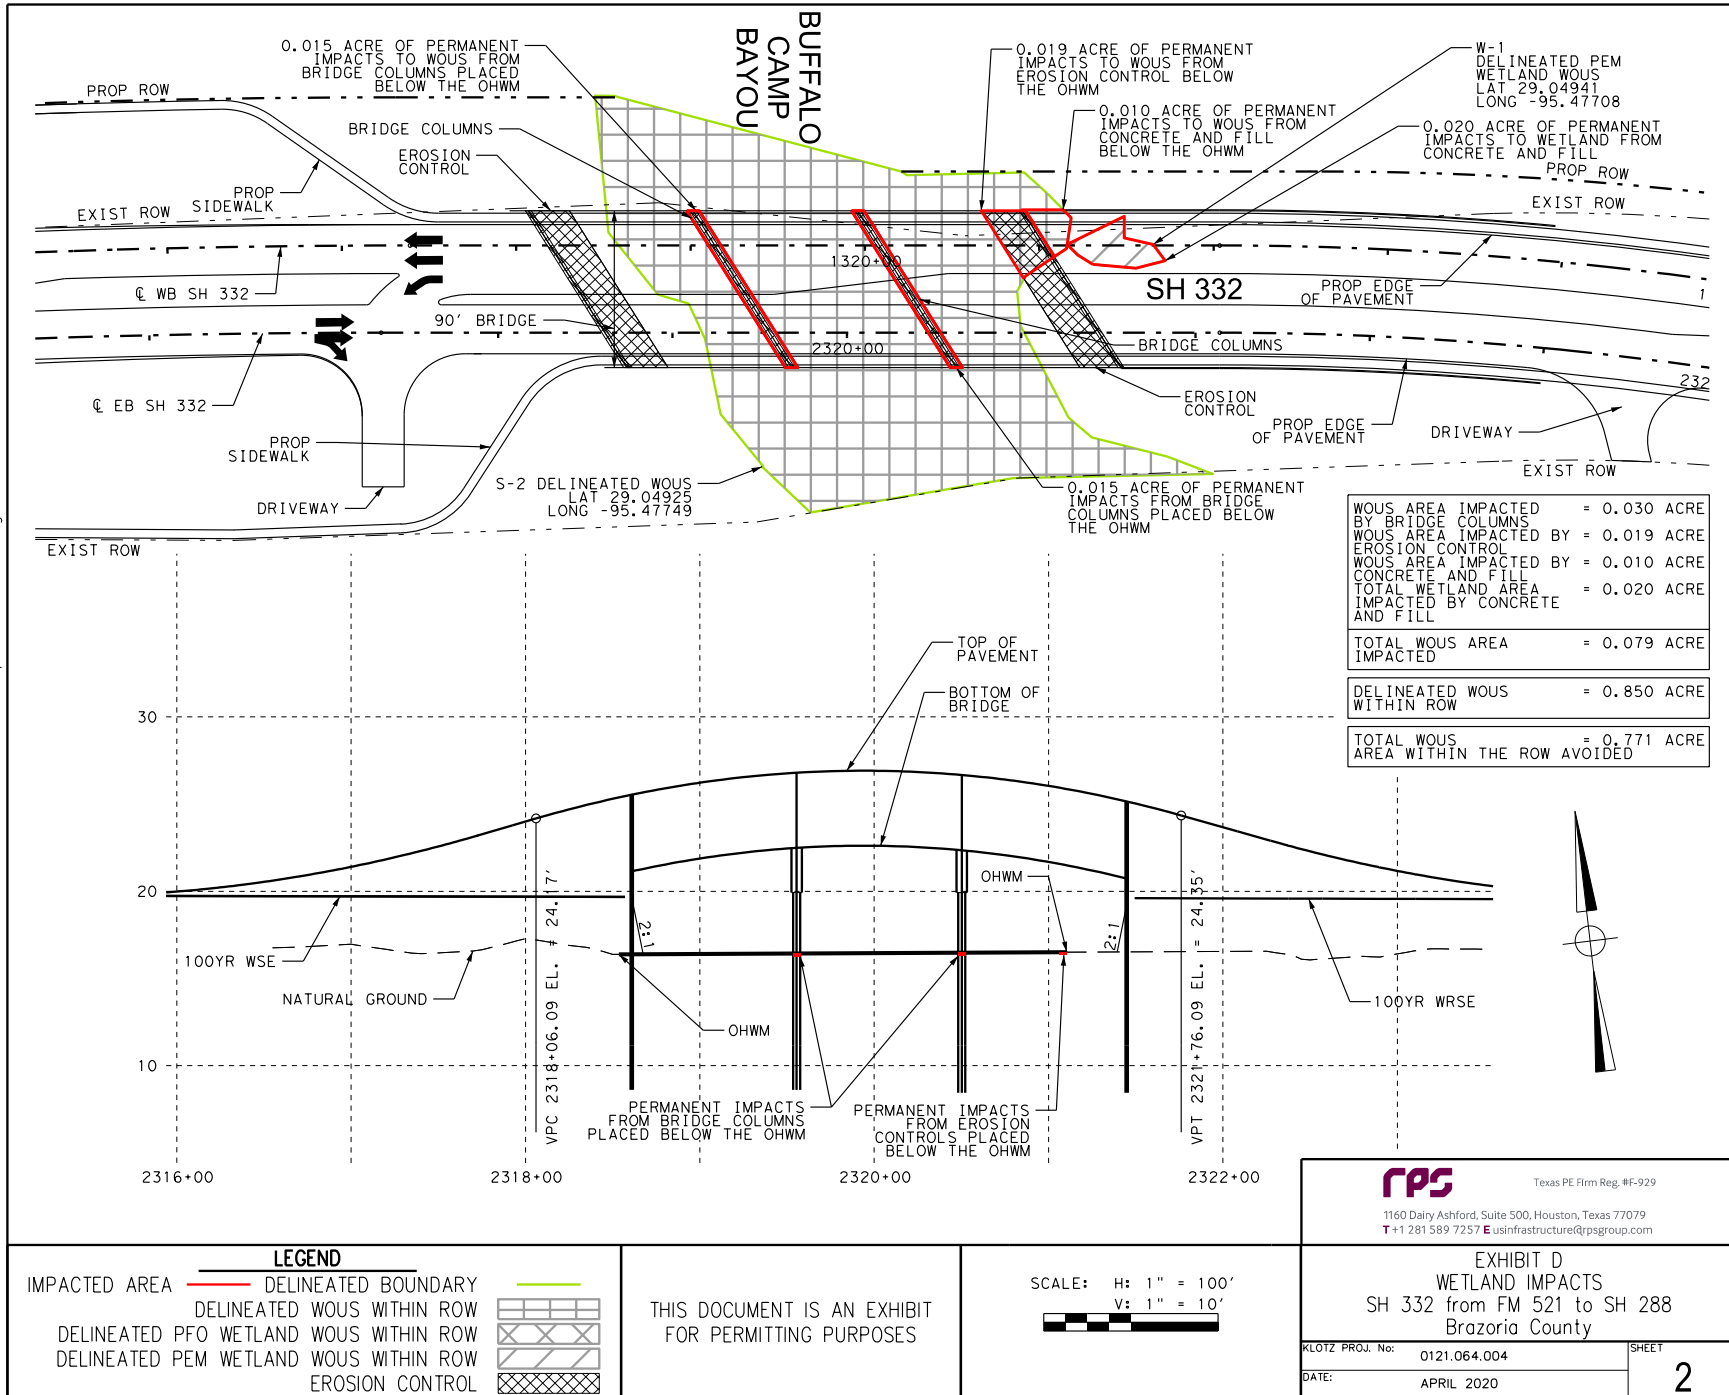 BUFFALO
CAMP
BAYOU
0.015 ACRE OF PERMANENT
IMPACTS TO WOUS FROM
BRIDGE COLUMNS PLACED
BELOW THE OHWM
PROP ROW
BRIDGE COLUMNS
EROSION
CONTROL
PROP
SIDEWALK
EXIST ROW
0.019 ACRE OF PERMANENT
IMPACTS TO WOUS FROM
EROSION CONTROL BELOW
THE OHWM
0.010 ACRE OF PERMANENT
IMPACTS TO WOUS FROM
CONCRETE AND FILL
BELOW THE OHWM
W-1
DELINEATED PEM
WETLAND WOUS
LAT 29.04941
LONG -95.47708
0.020 ACRE OF PERMANENT
IMPACTS TO WETLAND FROM
CONCRETE AND FILL
PROP ROW
EXIST ROW
℄ WB SH 332
1320+00
SH 332
PROP EDGE
OF PAVEMENT
1
90' BRIDGE
2320+00
BRIDGE COLUMNS
232
℄ EB SH 332
EROSION
CONTROL
PROP EDGE
OF PAVEMENT
DRIVEWAY
PROP
SIDEWALK
EXIST ROW
S-2 DELINEATED WOUS
LAT 29.04925
LONG -95.47749
0.015 ACRE OF PERMANENT
IMPACTS FROM BRIDGE
COLUMNS PLACED BELOW
THE OHWM
DRIVEWAY
EXIST ROW
WOUS AREA IMPACTED = 0.030 ACRE
BY BRIDGE COLUMNS
WOUS AREA IMPACTED BY = 0.019 ACRE
EROSION CONTROL
WOUS AREA IMPACTED BY = 0.010 ACRE
CONCRETE AND FILL
TOTAL WETLAND AREA = 0.020 ACRE
IMPACTED BY CONCRETE
AND FILL
TOTAL WOUS AREA = 0.079 ACRE
IMPACTED
DELINEATED WOUS = 0.850 ACRE
WITHIN ROW
TOTAL WOUS = 0.771 ACRE
AREA WITHIN THE ROW AVOIDED
TOP OF
PAVEMENT
BOTTOM OF
BRIDGE
30
20
10
OHWM
2:1
2:1
100YR WSE
NATURAL GROUND
OHWM
100YR WRSE
VPC 2318+06.09 EL. = 24.17'
VPT 2321+76.09 EL. = 24.35'
PERMANENT IMPACTS
FROM BRIDGE COLUMNS
PLACED BELOW THE OHWM
PERMANENT IMPACTS
FROM EROSION
CONTROLS PLACED
BELOW THE OHWM
2316+00
2318+00
2320+00
2322+00
rps
Texas PE Firm Reg. #F-929
1160 Dairy Ashford, Suite 500, Houston, Texas 77079
T +1 281 589 7257 E usinfrastructure@rpsgroup.com
LEGEND
IMPACTED AREA
DELINEATED BOUNDARY
DELINEATED WOUS WITHIN ROW
DELINEATED PFO WETLAND WOUS WITHIN ROW
DELINEATED PEM WETLAND WOUS WITHIN ROW
EROSION CONTROL
THIS DOCUMENT IS AN EXHIBIT
FOR PERMITTING PURPOSES
SCALE: H: 1" = 100'
V: 1" = 10'
EXHIBIT D
WETLAND IMPACTS
SH 332 from FM 521 to SH 288
Brazoria County
KLOTZ PROJ. No: 0121.064.004
DATE: APRIL 2020
SHEET
2